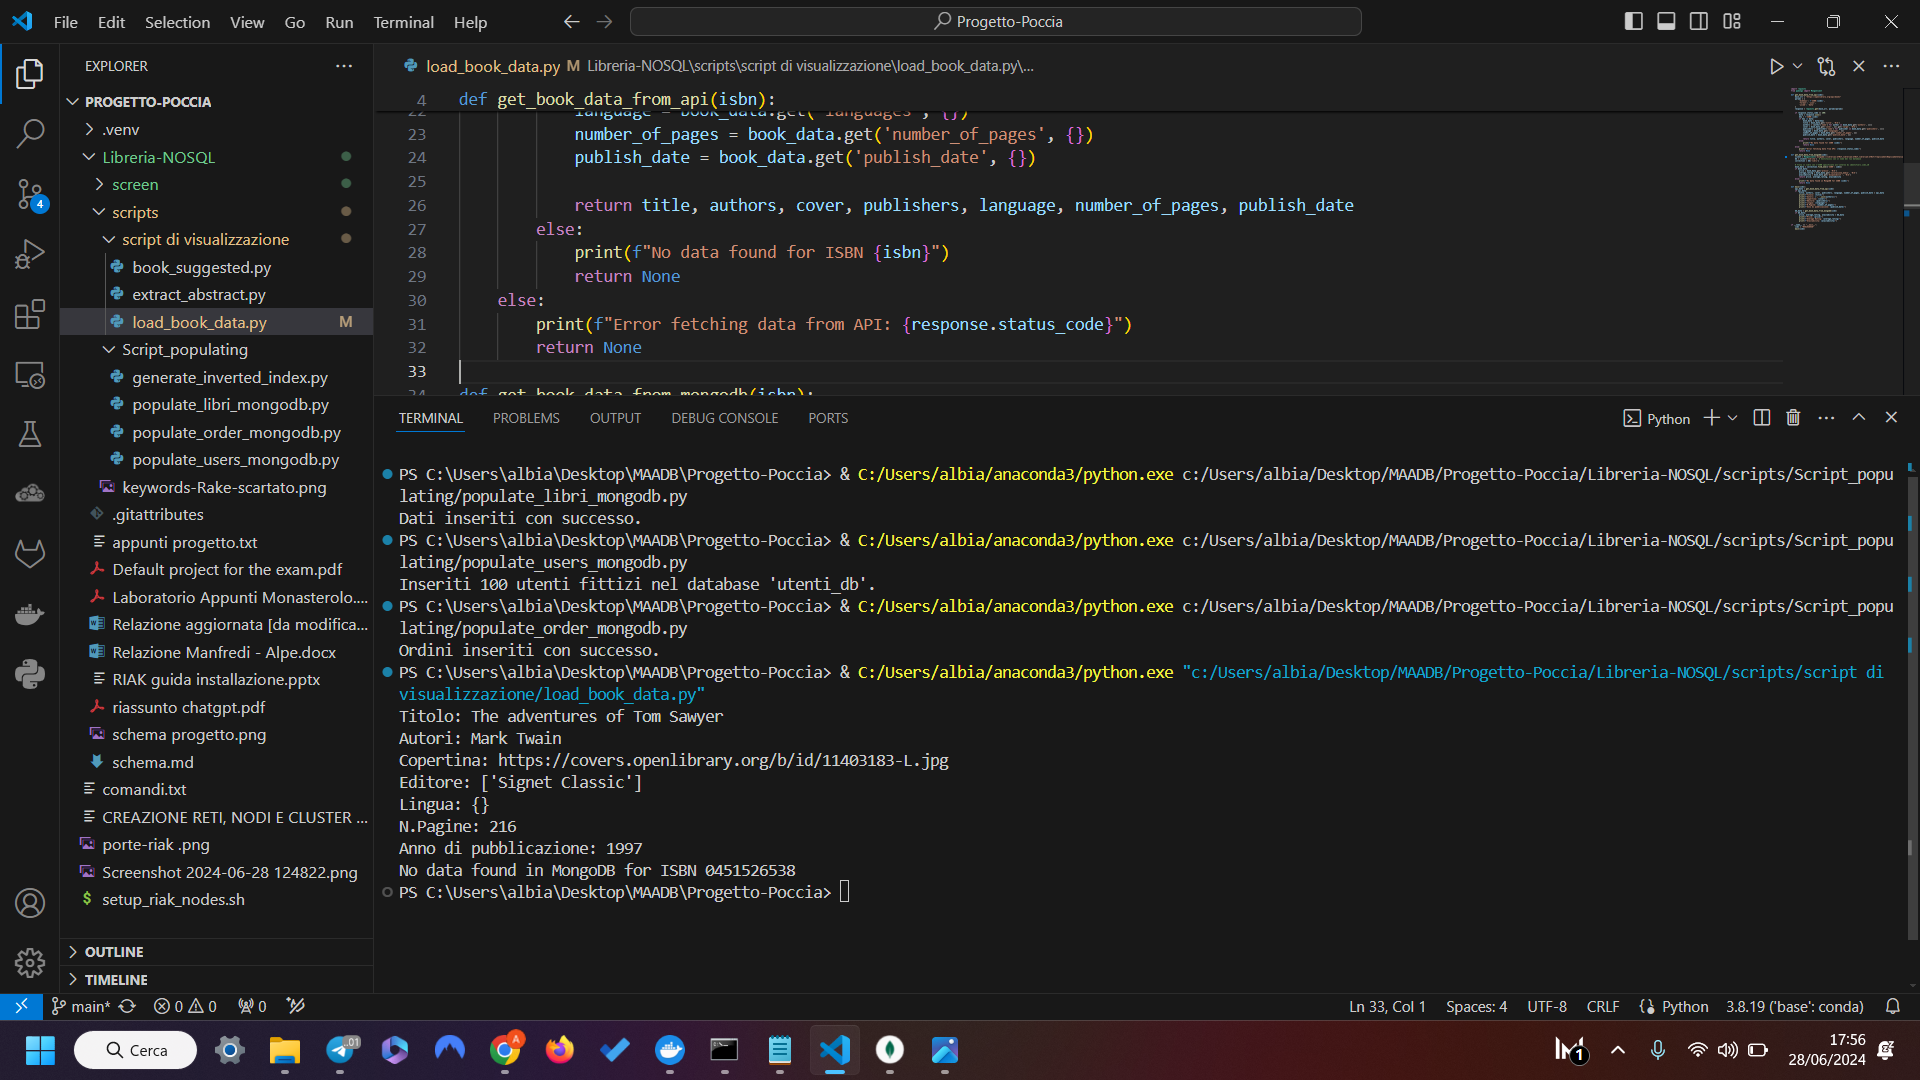 File Edit Selection View Go Run Terminal Help
Progetto-Poccia
EXPLORER
PROGETTO-POCCIA
.venv
Libreria-NOSQL
screen
scripts
script di visualizzazione
book_suggested.py
extract_abstract.py
load_book_data.py M
Script_populating
generate_inverted_index.py
populate_libri_mongodb.py
populate_order_mongodb.py
populate_users_mongodb.py
keywords-Rake-scartato.png
.gitattributes
appunti progetto.txt
Default project for the exam.pdf
Laboratorio Appunti Monasterolo....
Relazione aggiornata [da modifica...
Relazione Manfredi - Alpe.docx
RIAK guida installazione.pptx
riassunto chatgpt.pdf
schema progetto.png
schema.md
comandi.txt
CREAZIONE RETI, NODI E CLUSTER ...
porte-riak .png
Screenshot 2024-06-28 124822.png
setup_riak_nodes.sh
OUTLINE
TIMELINE
4
load_book_data.py M Libreria-NOSQL\scripts\script di visualizzazione\load_book_data.py\...
4 def get_book_data_from_api(isbn):
22 language = book_data.get('languages', {})
23 number_of_pages = book_data.get('number_of_pages', {})
24 publish_date = book_data.get('publish_date', {})
25
26 return title, authors, cover, publishers, language, number_of_pages, publish_date
27 else:
28 print(f"No data found for ISBN {isbn}")
29 return None
30 else:
31 print(f"Error fetching data from API: {response.status_code}")
32 return None
33
34 def get_book_data_from_mongodb(isbn):
TERMINAL PROBLEMS OUTPUT DEBUG CONSOLE PORTS
Python
PS C:\Users\albia\Desktop\MAADB\Progetto-Poccia> & C:/Users/albia/anaconda3/python.exe c:/Users/albia/Desktop/MAADB/Progetto-Poccia/Libreria-NOSQL/scripts/Script_popu
lating/populate_libri_mongodb.py
Dati inseriti con successo.
PS C:\Users\albia\Desktop\MAADB\Progetto-Poccia> & C:/Users/albia/anaconda3/python.exe c:/Users/albia/Desktop/MAADB/Progetto-Poccia/Libreria-NOSQL/scripts/Script_popu
lating/populate_users_mongodb.py
Inseriti 100 utenti fittizi nel database 'utenti_db'.
PS C:\Users\albia\Desktop\MAADB\Progetto-Poccia> & C:/Users/albia/anaconda3/python.exe c:/Users/albia/Desktop/MAADB/Progetto-Poccia/Libreria-NOSQL/scripts/Script_popu
lating/populate_order_mongodb.py
Ordini inseriti con successo.
PS C:\Users\albia\Desktop\MAADB\Progetto-Poccia> & C:/Users/albia/anaconda3/python.exe "c:/Users/albia/Desktop/MAADB/Progetto-Poccia/Libreria-NOSQL/scripts/script di
visualizzazione/load_book_data.py"
Titolo: The adventures of Tom Sawyer
Autori: Mark Twain
Copertina: https://covers.openlibrary.org/b/id/11403183-L.jpg
Editore: ['Signet Classic']
Lingua: {}
N.Pagine: 216
Anno di pubblicazione: 1997
No data found in MongoDB for ISBN 0451526538
PS C:\Users\albia\Desktop\MAADB\Progetto-Poccia>
main* 0 0 0 Ln 33, Col 1 Spaces: 4 UTF-8 CRLF Python 3.8.19 ('base': conda)
Cerca
.01
A
1
17:56
28/06/2024